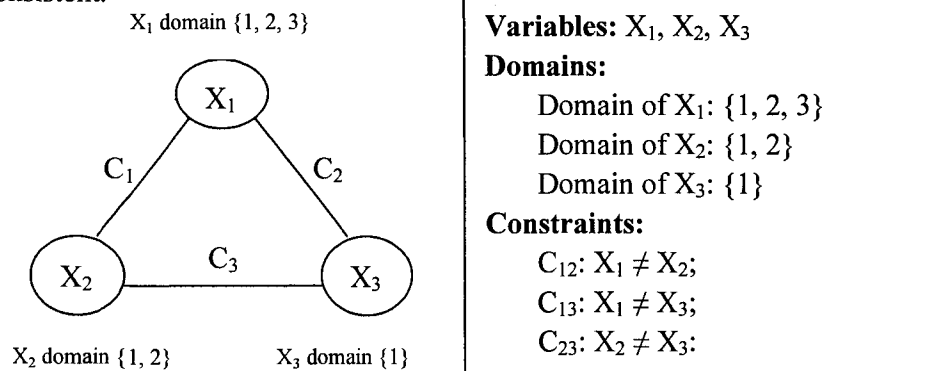 X₁ domain {1, 2, 3}
X₁
C₁
C₂
C₃
X₂
X₃
X₂ domain {1, 2}
X₃ domain {1}
Variables: X₁, X₂, X₃
Domains:
Domain of X₁: {1, 2, 3}
Domain of X₂: {1, 2}
Domain of X₃: {1}
Constraints:
C₁₂: X₁ ≠ X₂;
C₁₃: X₁ ≠ X₃;
C₂₃: X₂ ≠ X₃: